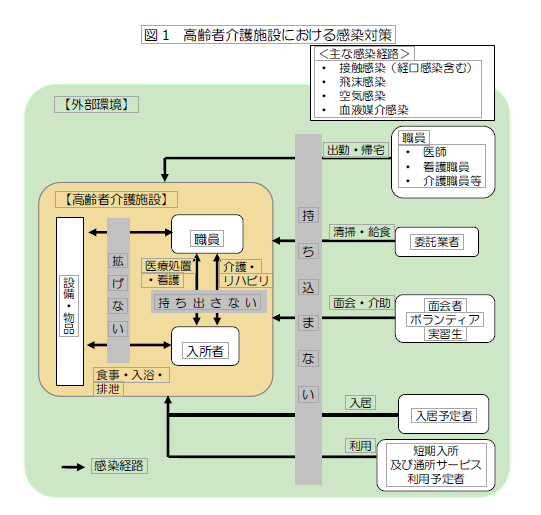 図1 高齢者介護施設における感染対策
<主な感染経路>
・ 接触感染（経口感染含む）
・ 飛沫感染
・ 空気感染
・ 血液媒介感染
【外部環境】
出勤・帰宅
職員
・ 医師
・ 看護職員
・ 介護職員等
【高齢者介護施設】
持ち込まない
清掃・給食
委託業者
設備・物品
拡げない
職員
医療処置
・看護
介護・
リハビリ
持ち出さない
入所者
面会・介助
面会者
ボランティア
実習生
食事・入浴・
排泄
入居
入居予定者
利用
短期入所
及び通所サービス
利用予定者
感染経路